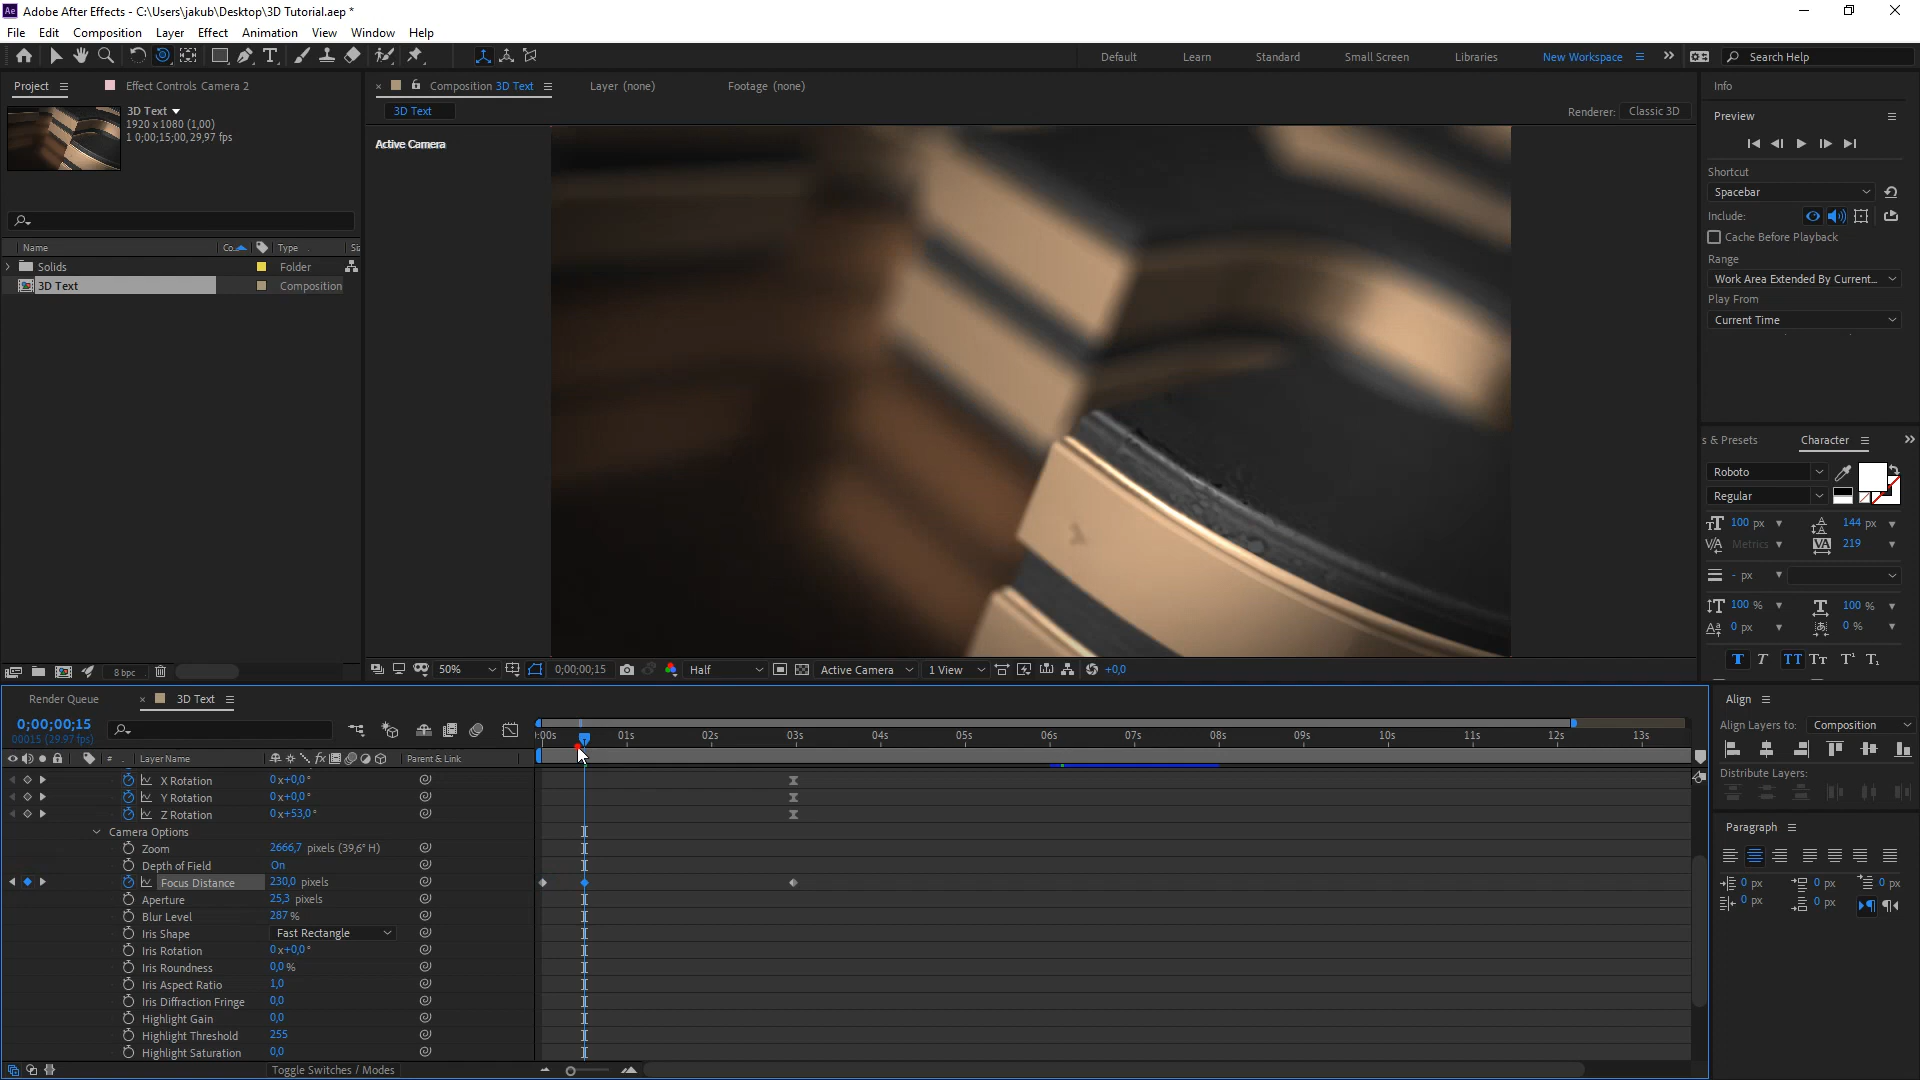 Adobe After Effects - C:\Users\jakub\Desktop\3D Tutorial.aep *
File Edit Composition Layer Effect Animation View Window Help
Default Learn Standard Small Screen Libraries New Workspace Search Help
Project Effect Controls Camera 2
3D Text
1920 x 1080 (1,00)
1 0;00;15;00, 29,97 fps
Name Co... Type Si
Solids Folder
3D Text Composition
8 bpc
Composition 3D Text Layer (none) Footage (none)
3D Text
Renderer: Classic 3D
Active Camera
50% 0;00;00;15 Half Active Camera 1 View +0,0
Info
Preview
Shortcut
Spacebar
Include:
Cache Before Playback
Range
Work Area Extended By Current...
Play From
Current Time
s & Presets Character
Roboto
Regular
100 px 144 px
Metrics 219
- px
100 % 100 %
0 px 0 %
Render Queue 3D Text
0;00;00;15
00015 (29.97 fps)
# Layer Name Parent & Link
:00s 01s 02s 03s 04s 05s 06s 07s 08s 09s 10s 11s 12s 13s
X Rotation 0x+0,0°
Y Rotation 0x+0,0°
Z Rotation 0x+53,0°
Camera Options
Zoom 2666,7 pixels (39,6° H)
Depth of Field On
Focus Distance 230,0 pixels
Aperture 25,3 pixels
Blur Level 287 %
Iris Shape Fast Rectangle
Iris Rotation 0x+0,0°
Iris Roundness 0,0 %
Iris Aspect Ratio 1,0
Iris Diffraction Fringe 0,0
Highlight Gain 0,0
Highlight Threshold 255
Highlight Saturation 0,0
Toggle Switches / Modes
Align
Align Layers to: Composition
Distribute Layers:
Paragraph
0 px 0 px 0 px
0 px 0 px